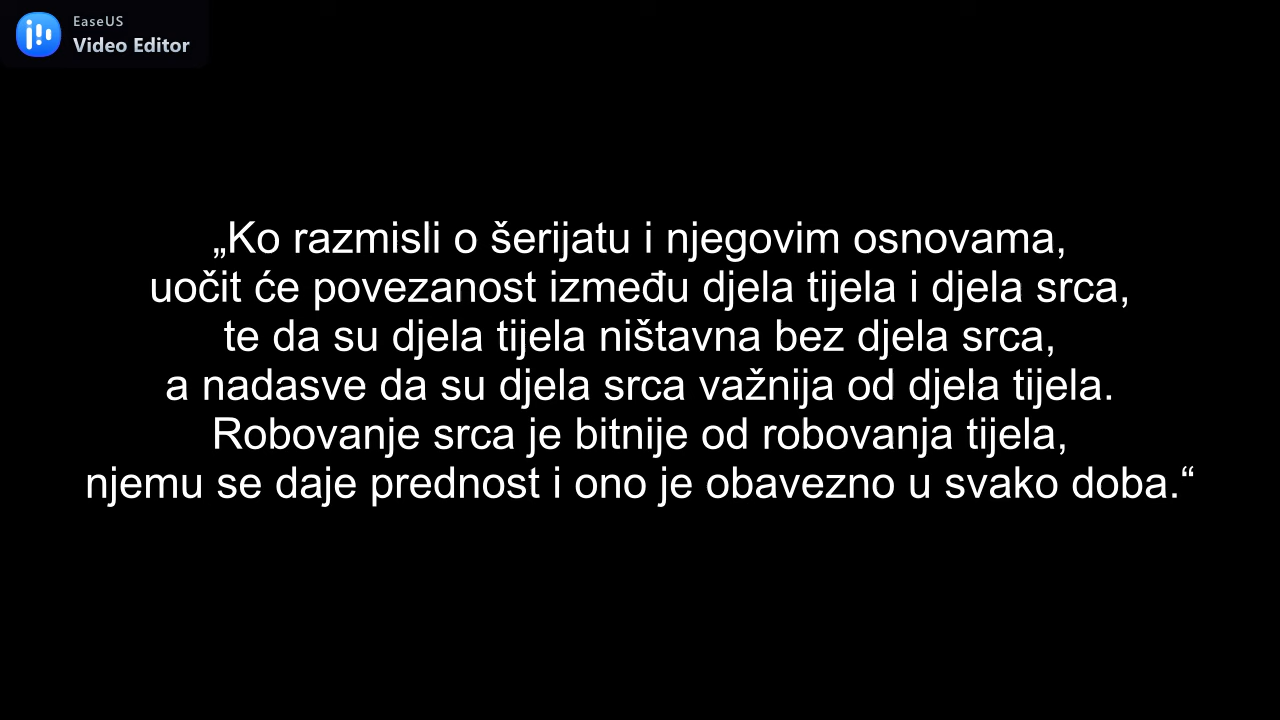 EaseUS
Video Editor
„Ko razmisli o šerijatu i njegovim osnovama,
uočit će povezanost između djela tijela i djela srca,
te da su djela tijela ništavna bez djela srca,
a nadasve da su djela srca važnija od djela tijela.
Robovanje srca je bitnije od robovanja tijela,
njemu se daje prednost i ono je obavezno u svako doba.“